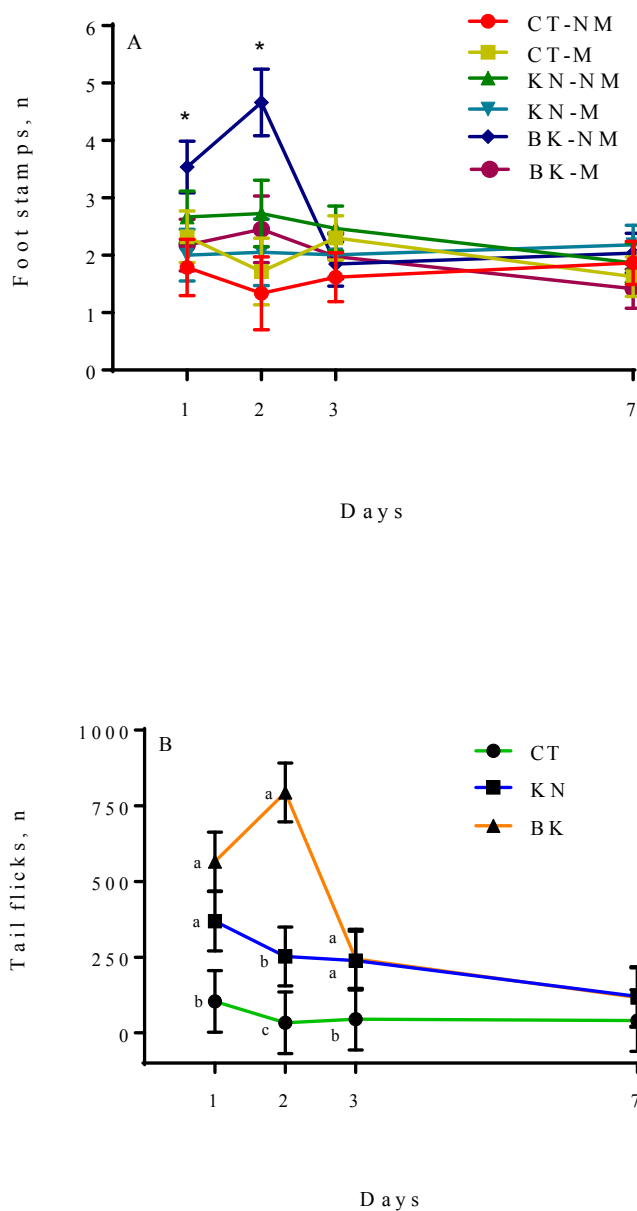 A
CT-NM
CT-M
KN-NM
KN-M
BK-NM
BK-M
Foot stamps, n
6
5
4
3
2
1
0
*
*
1 2 3 7
Days
B
CT
KN
BK
Tail flicks, n
1000
750
500
250
0
a a a
a b a
b c b
1 2 3 7
Days